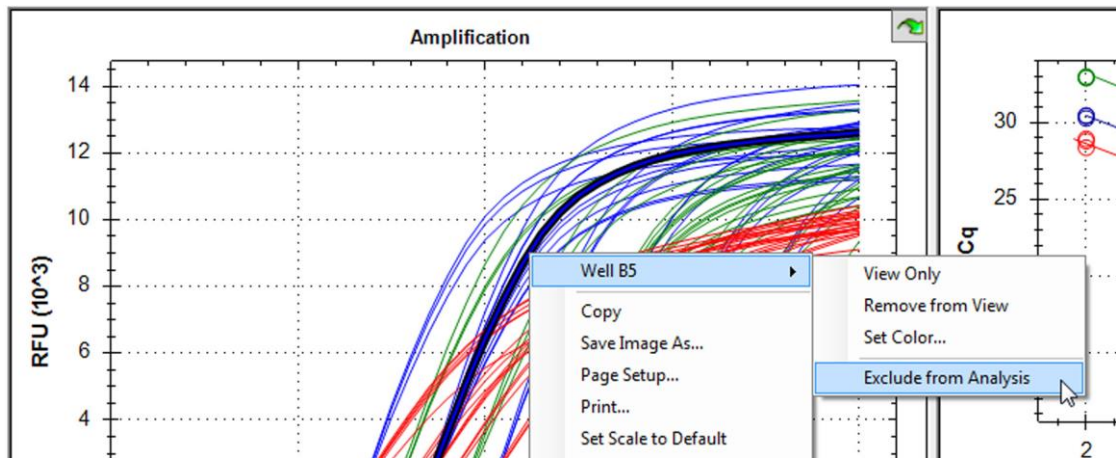 Amplification
14
12
10
8
6
4
RFU (10^3)
Well B5
Copy
Save Image As...
Page Setup...
Print...
Set Scale to Default
View Only
Remove from View
Set Color...
Exclude from Analysis
30
25
Cq
2